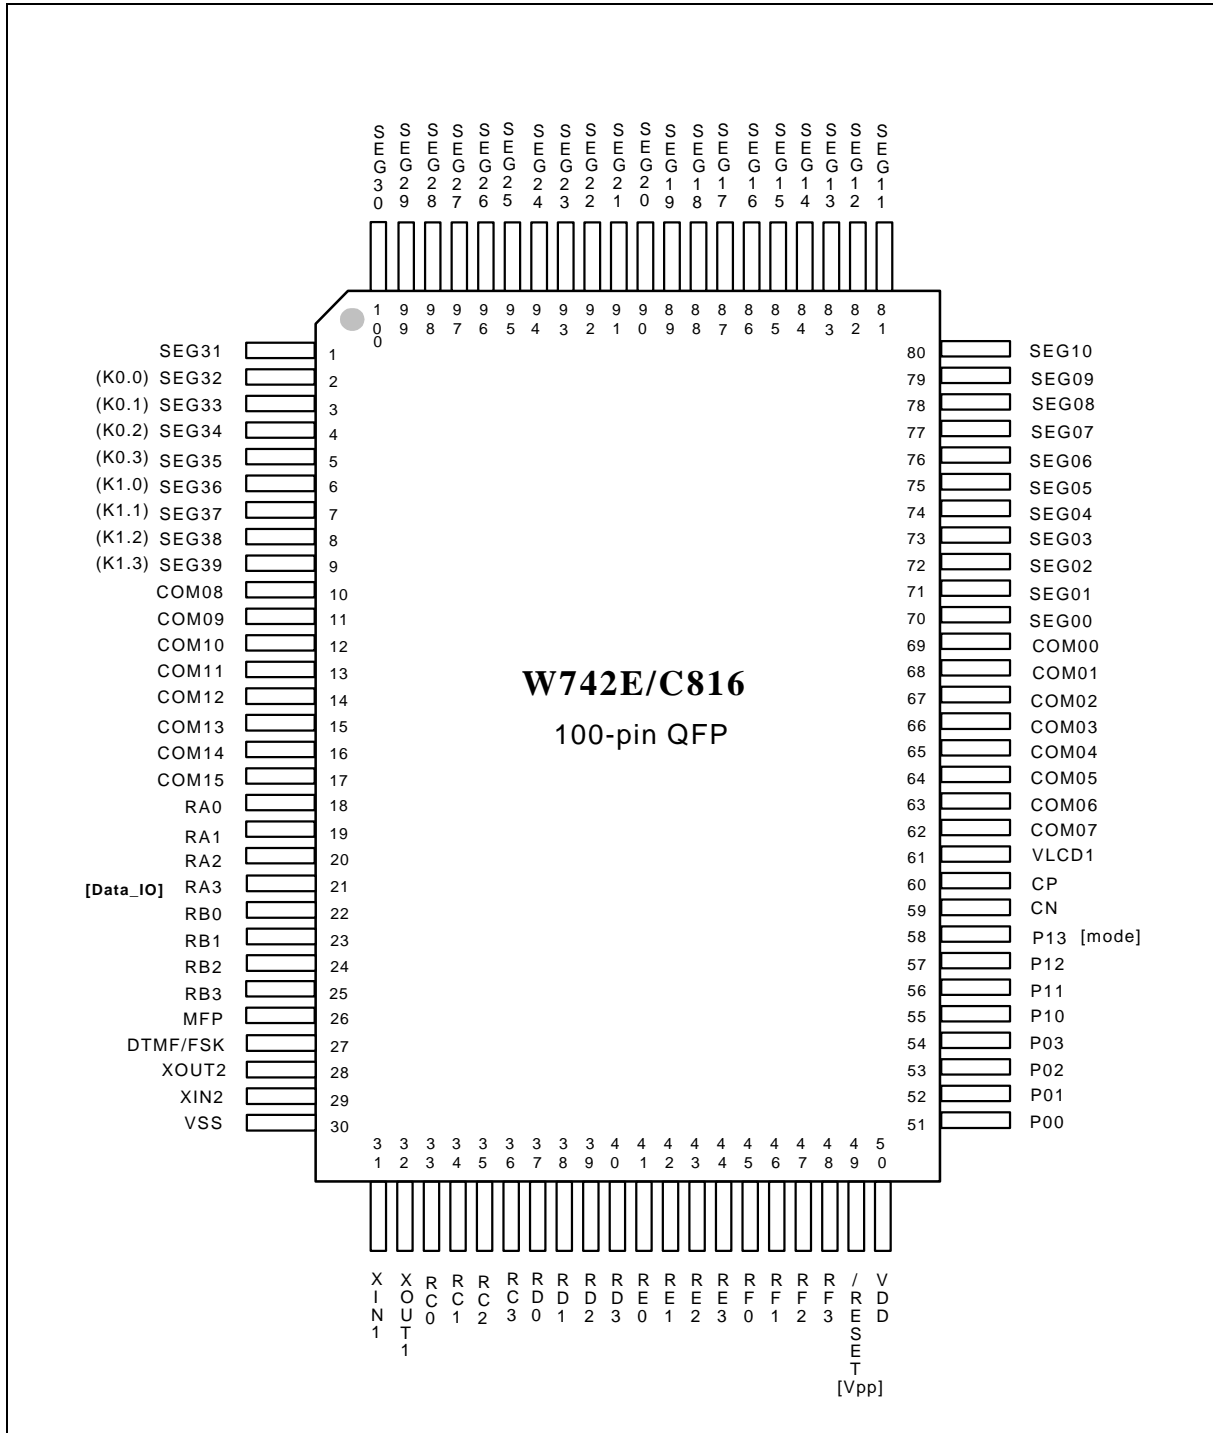 SEG30 SEG29 SEG28 SEG27 SEG26 SEG25 SEG24 SEG23 SEG22 SEG21 SEG20 SEG19 SEG18 SEG17 SEG16 SEG15 SEG14 SEG13 SEG12 SEG11
100 99 98 97 96 95 94 93 92 91 90 89 88 87 86 85 84 83 82 81
SEG31 1 80 SEG10
(K0.0) SEG32 2 79 SEG09
(K0.1) SEG33 3 78 SEG08
(K0.2) SEG34 4 77 SEG07
(K0.3) SEG35 5 76 SEG06
(K1.0) SEG36 6 75 SEG05
(K1.1) SEG37 7 74 SEG04
(K1.2) SEG38 8 73 SEG03
(K1.3) SEG39 9 72 SEG02
COM08 10 71 SEG01
COM09 11 70 SEG00
COM10 12 69 COM00
COM11 13 68 COM01
COM12 14 67 COM02
COM13 15 66 COM03
COM14 16 65 COM04
COM15 17 64 COM05
RA0 18 63 COM06
RA1 19 62 COM07
RA2 20 61 VLCD1
[Data_IO] RA3 21 60 CP
RB0 22 59 CN
RB1 23 58 P13 [mode]
RB2 24 57 P12
RB3 25 56 P11
MFP 26 55 P10
DTMF/FSK 27 54 P03
XOUT2 28 53 P02
XIN2 29 52 P01
VSS 30 51 P00
W742E/C816
100-pin QFP
31 32 33 34 35 36 37 38 39 40 41 42 43 44 45 46 47 48 49 50
XIN1 XOUT1 RC0 RC1 RC2 RC3 RD0 RD1 RD2 RD3 RE0 RE1 RE2 RE3 RF0 RF1 RF2 RF3 /RESET VDD
[Vpp]